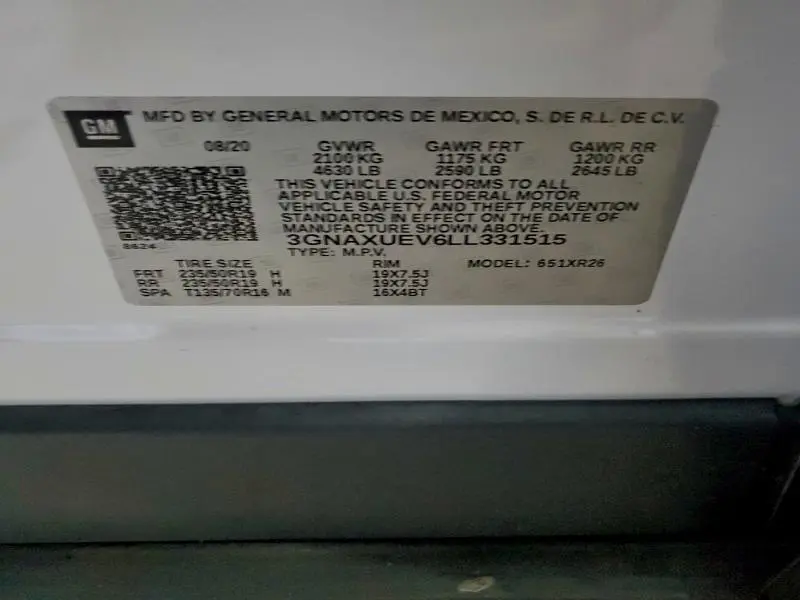 GM MFD BY GENERAL MOTORS DE MEXICO, S. DE R.L. DE C.V.
08/20 GVWR GAWR FRT GAWR RR
2100 KG 1175 KG 1200 KG
4630 LB 2590 LB 2645 LB
THIS VEHICLE CONFORMS TO ALL
APPLICABLE U.S. FEDERAL MOTOR
VEHICLE SAFETY AND THEFT PREVENTION
STANDARDS IN EFFECT ON THE DATE OF
MANUFACTURE SHOWN ABOVE.
8624 3GNAXUEV6LL331515
TYPE: M.P.V.
TIRE SIZE RIM MODEL: 651XR26
FRT 235/50R19 H 19X7.5J
RR 235/50R19 H 19X7.5J
SPA T135/70R16 M 16X4BT